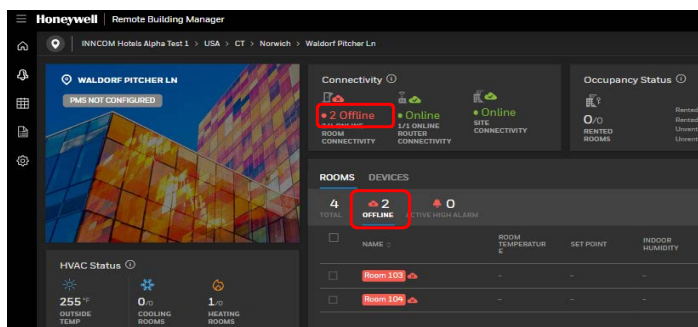 Honeywell | Remote Building Manager
INNCOM Hotels Alpha Test 1 > USA > CT > Norwich > Waldorf Pitcher Ln
WALDORF PITCHER LN
PMS NOT CONFIGURED
Connectivity
2 Offline
ROOM
CONNECTIVITY
Online
1/1 ONLINE
ROUTER
CONNECTIVITY
Online
SITE
CONNECTIVITY
Occupancy Status
0/0
RENTED
ROOMS
Rented
Rented
Unrent
Unrent
ROOMS DEVICES
4
TOTAL
2
OFFLINE
0
ACTIVE HIGH ALARM
NAME
ROOM
TEMPERATUR
E
SET POINT
INDOOR
HUMIDITY
Room 103 - - -
Room 104 - - -
HVAC Status
255 °F
OUTSIDE
TEMP
0/0
COOLING
ROOMS
1/0
HEATING
ROOMS